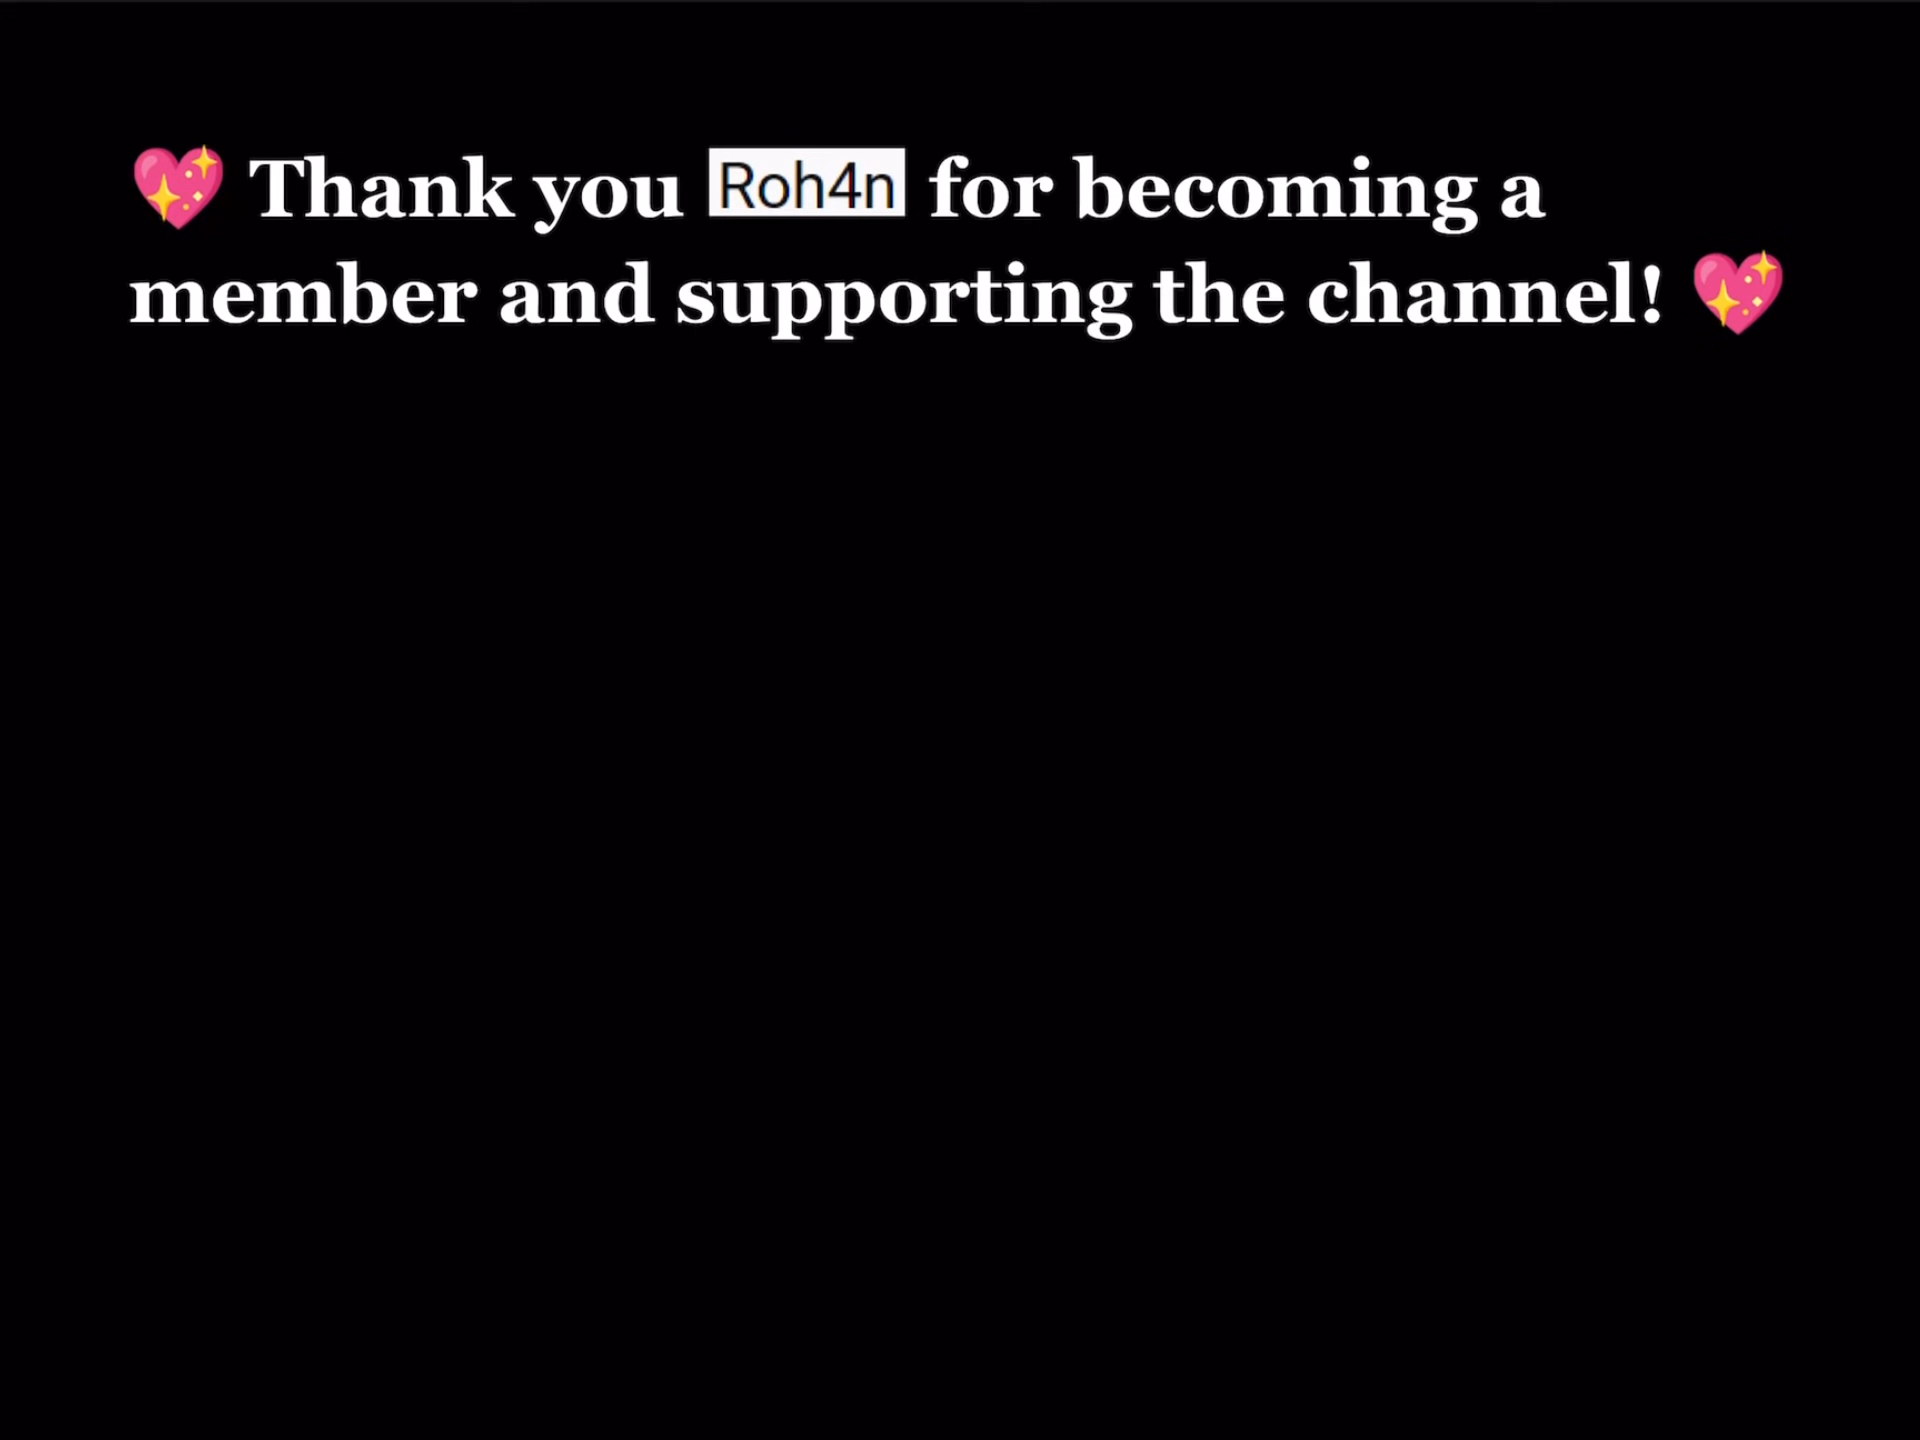 💖 Thank you Roh4n for becoming a
member and supporting the channel! 💖